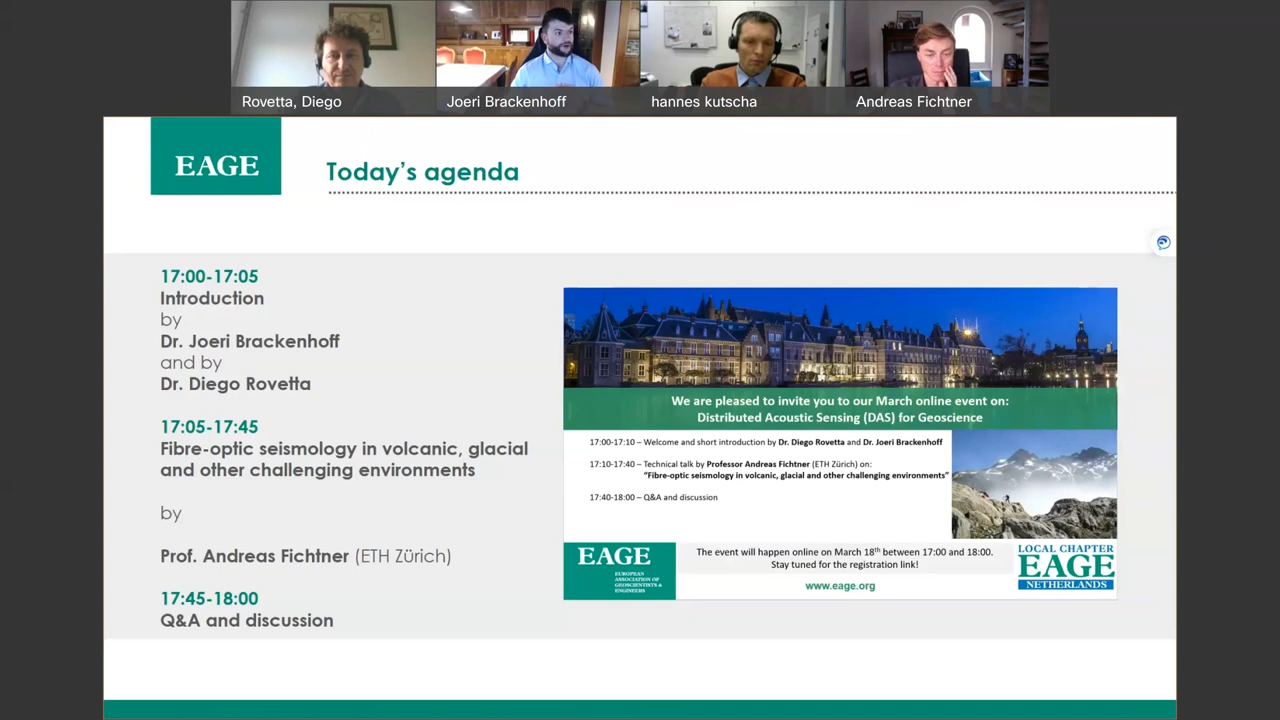 Rovetta, Diego
Joeri Brackenhoff
hannes kutscha
Andreas Fichtner
EAGE
Today's agenda
17:00-17:05
Introduction
by
Dr. Joeri Brackenhoff
and by
Dr. Diego Rovetta
17:05-17:45
Fibre-optic seismology in volcanic, glacial
and other challenging environments
by
Prof. Andreas Fichtner (ETH Zürich)
17:45-18:00
Q&A and discussion
We are pleased to invite you to our March online event on:
Distributed Acoustic Sensing (DAS) for Geoscience
17:00-17:10 – Welcome and short introduction by Dr. Diego Rovetta and Dr. Joeri Brackenhoff
17:10-17:40 – Technical talk by Professor Andreas Fichtner (ETH Zürich) on:
"Fibre-optic seismology in volcanic, glacial and other challenging environments"
17:40-18:00 – Q&A and discussion
EAGE
EUROPEAN
ASSOCIATION OF
GEOSCIENTISTS &
ENGINEERS
The event will happen online on March 18th between 17:00 and 18:00.
Stay tuned for the registration link!
www.eage.org
LOCAL CHAPTER
EAGE
NETHERLANDS